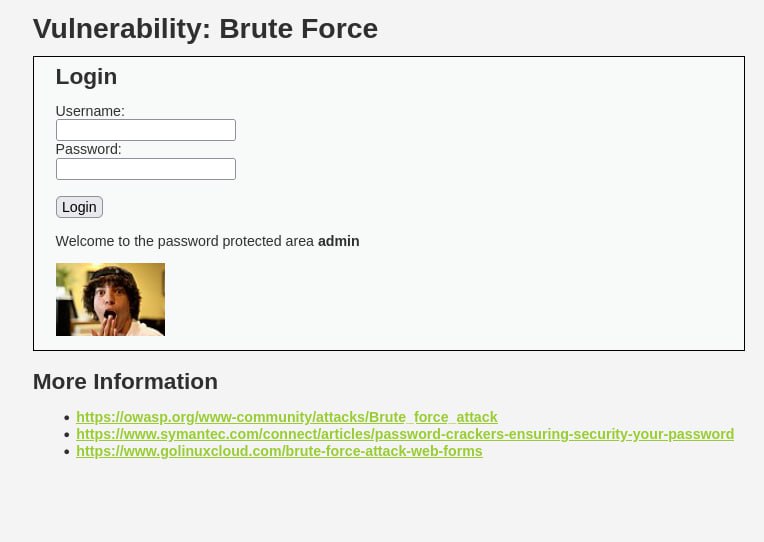 Vulnerability: Brute Force
Login
Username:
Password:
Login
Welcome to the password protected area admin
More Information
https://owasp.org/www-community/attacks/Brute_force_attack
https://www.symantec.com/connect/articles/password-crackers-ensuring-security-your-password
https://www.golinuxcloud.com/brute-force-attack-web-forms